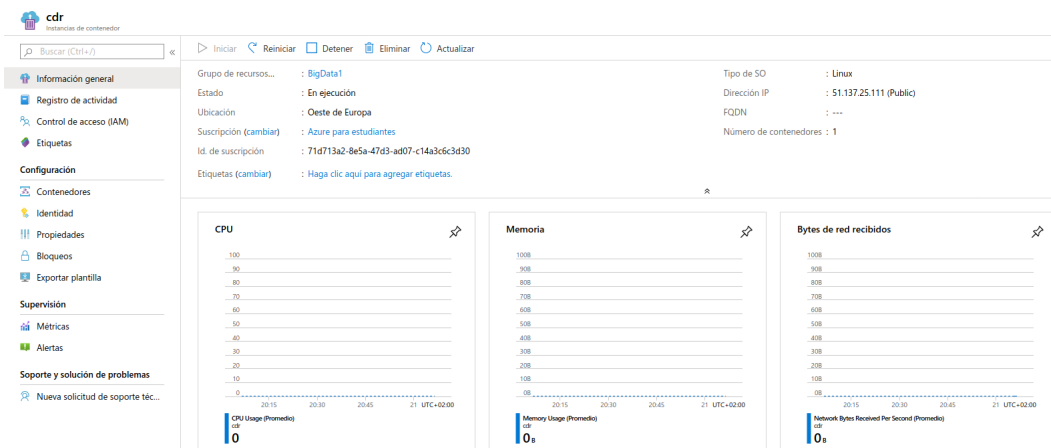 cdr
Instancias de contenedor
Buscar (Ctrl+/)
«
Iniciar Reiniciar Detener Eliminar Actualizar
Información general
Registro de actividad
Control de acceso (IAM)
Etiquetas
Configuración
Contenedores
Identidad
Propiedades
Bloqueos
Exportar plantilla
Supervisión
Métricas
Alertas
Soporte y solución de problemas
Nueva solicitud de soporte téc...
Grupo de recursos... : BigData1
Estado : En ejecución
Ubicación : Oeste de Europa
Suscripción (cambiar) : Azure para estudiantes
Id. de suscripción : 71d713a2-8e5a-47d3-ad07-c14a3c6c3d30
Etiquetas (cambiar) : Haga clic aquí para agregar etiquetas.
Tipo de SO : Linux
Dirección IP : 51.137.25.111 (Public)
FQDN : ---
Número de contenedores : 1
CPU
100
90
80
70
60
50
40
30
20
10
0
20:15 20:30 20:45 21 UTC+02:00
CPU Usage (Promedio)
cdr
0
Memoria
100B
90B
80B
70B
60B
50B
40B
30B
20B
10B
0B
20:15 20:30 20:45 21 UTC+02:00
Memory Usage (Promedio)
cdr
0 B
Bytes de red recibidos
100B
90B
80B
70B
60B
50B
40B
30B
20B
10B
0B
20:15 20:30 20:45 21 UTC+02:00
Network Bytes Received Per Second (Promedio)
cdr
0 B